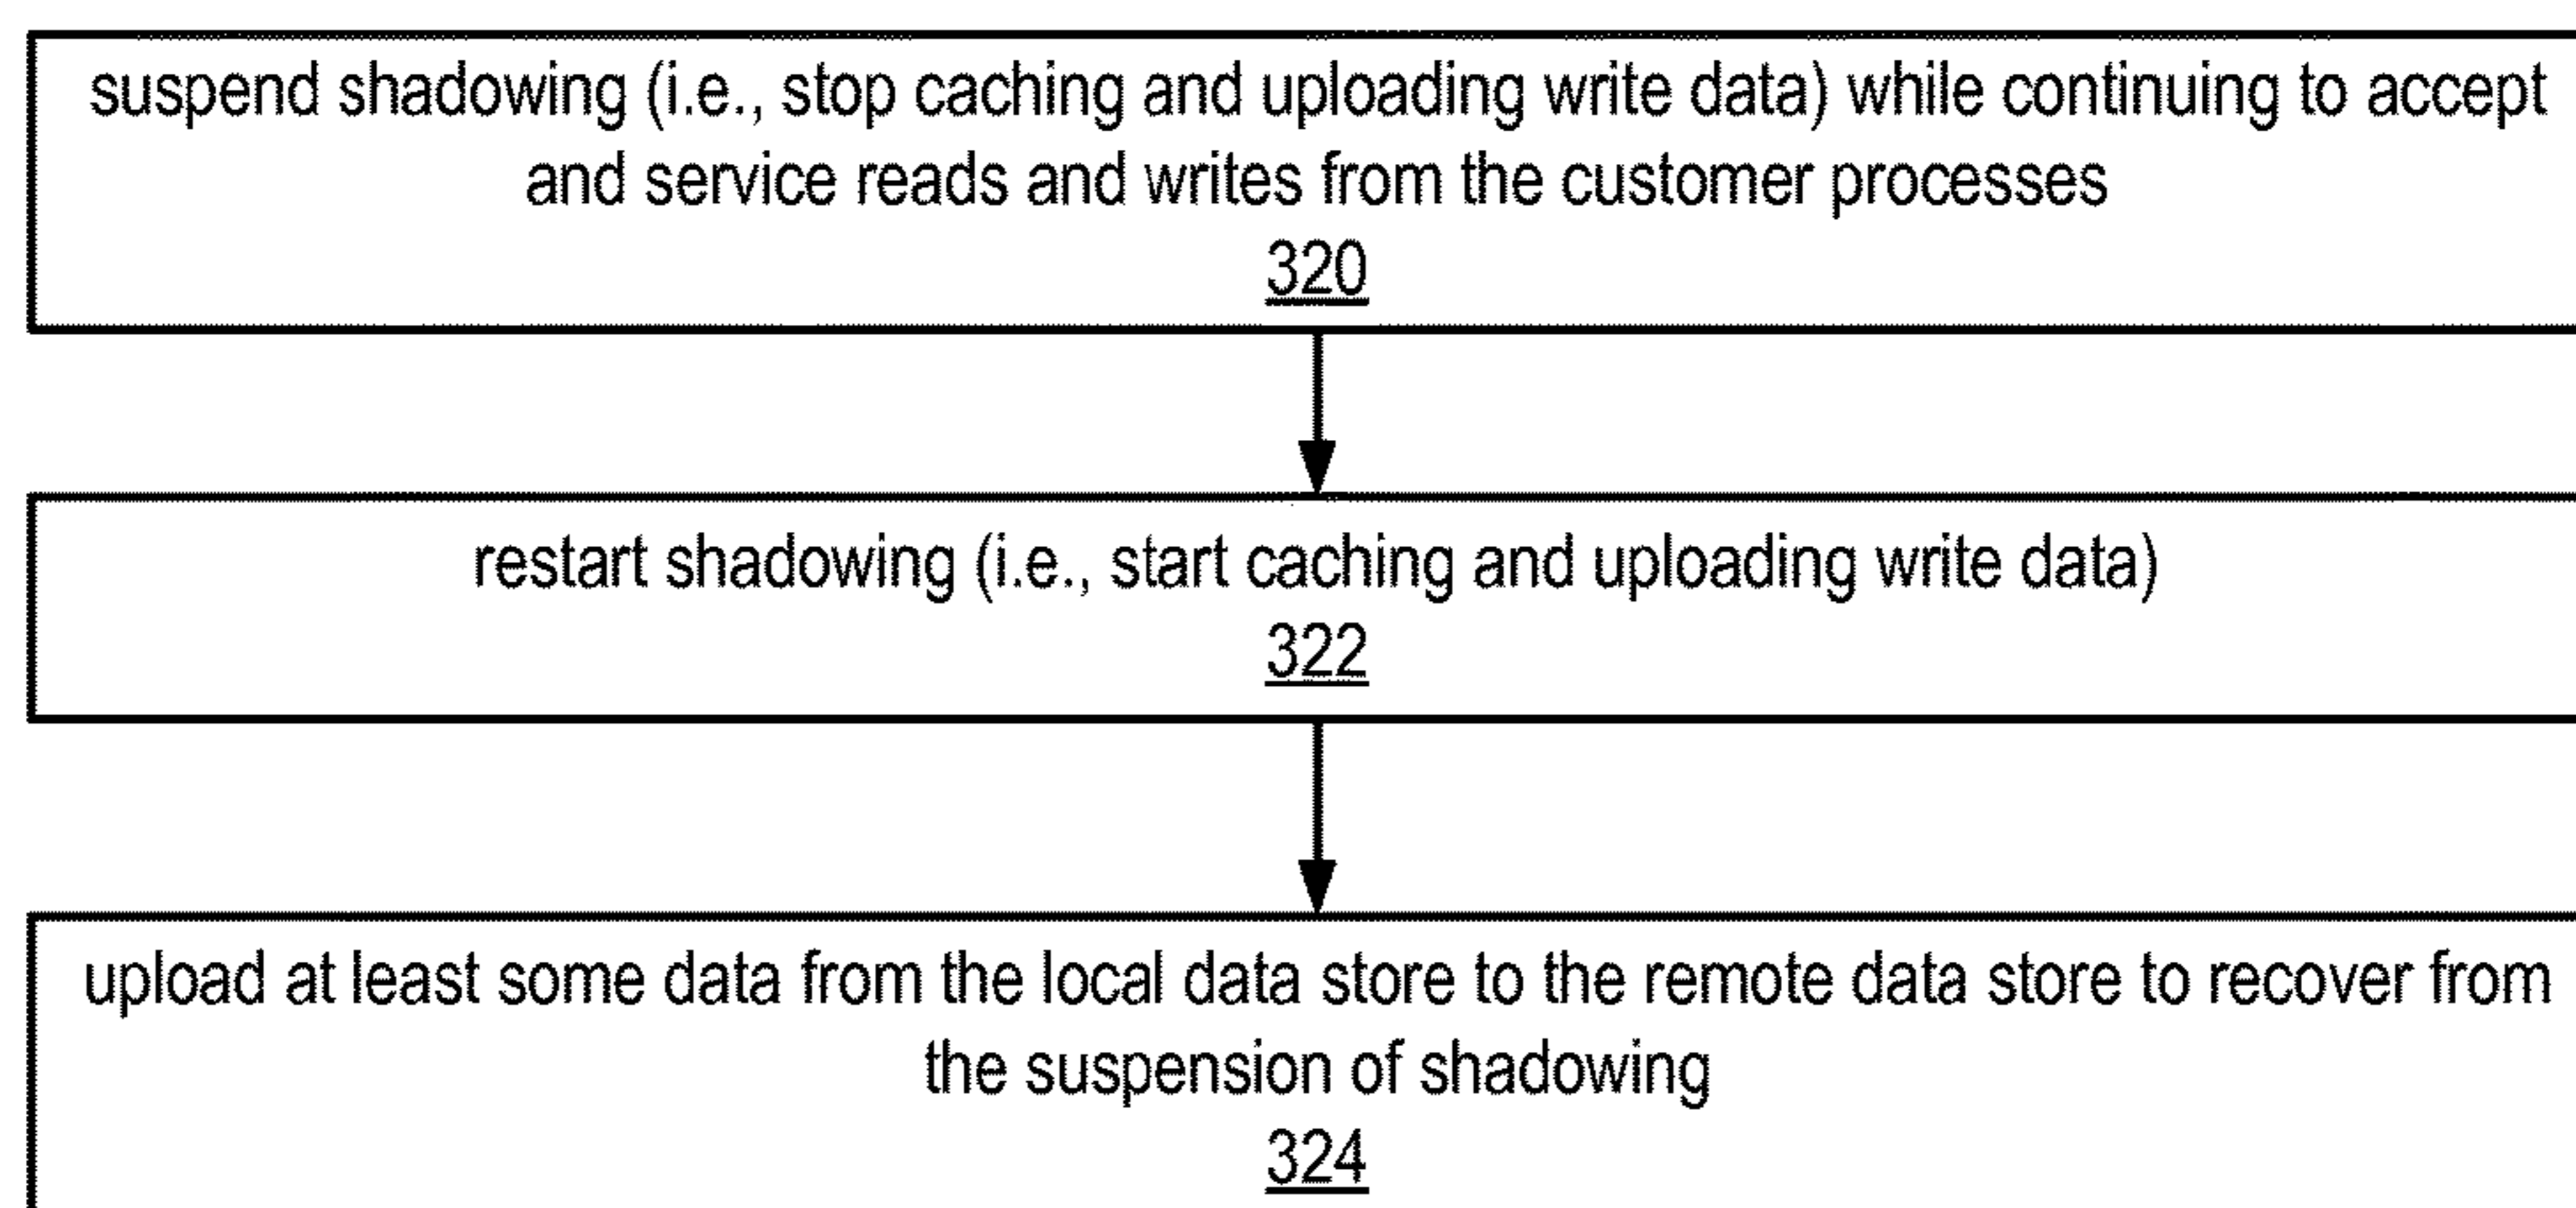 suspend shadowing (i.e., stop caching and uploading write data) while continuing to accept
and service reads and writes from the customer processes
320
restart shadowing (i.e., start caching and uploading write data)
322
upload at least some data from the local data store to the remote data store to recover from
the suspension of shadowing
324